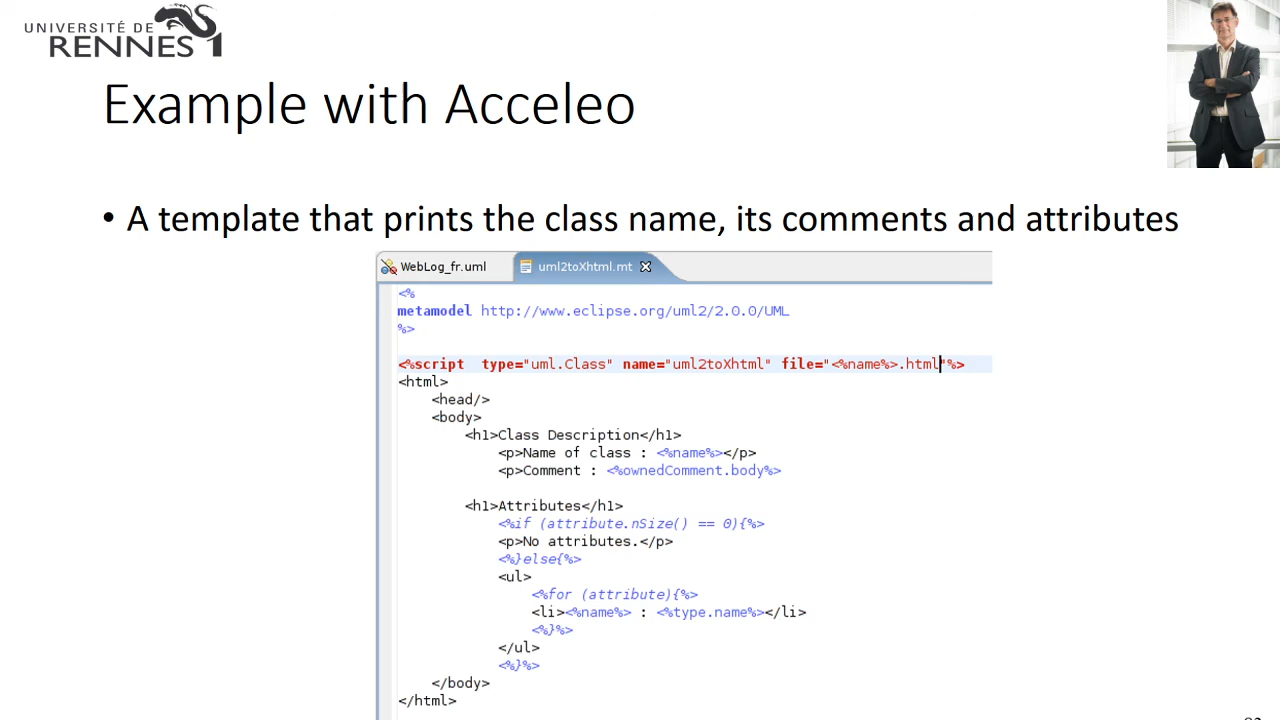 UNIVERSITÉ DE
RENNES 1
Example with Acceleo
• A template that prints the class name, its comments and attributes
WebLog_fr.uml uml2toXhtml.mt
<%
metamodel http://www.eclipse.org/uml2/2.0.0/UML
%>
<%script type="uml.Class" name="uml2toXhtml" file="<%name%>.html"%>
<html>
<head/>
<body>
<h1>Class Description</h1>
<p>Name of class : <%name%></p>
<p>Comment : <%ownedComment.body%>
<h1>Attributes</h1>
<%if (attribute.nSize() == 0){%>
<p>No attributes.</p>
<%}else{%>
<ul>
<%for (attribute){%>
<li><%name%> : <%type.name%></li>
<%}%>
</ul>
<%}%>
</body>
</html>